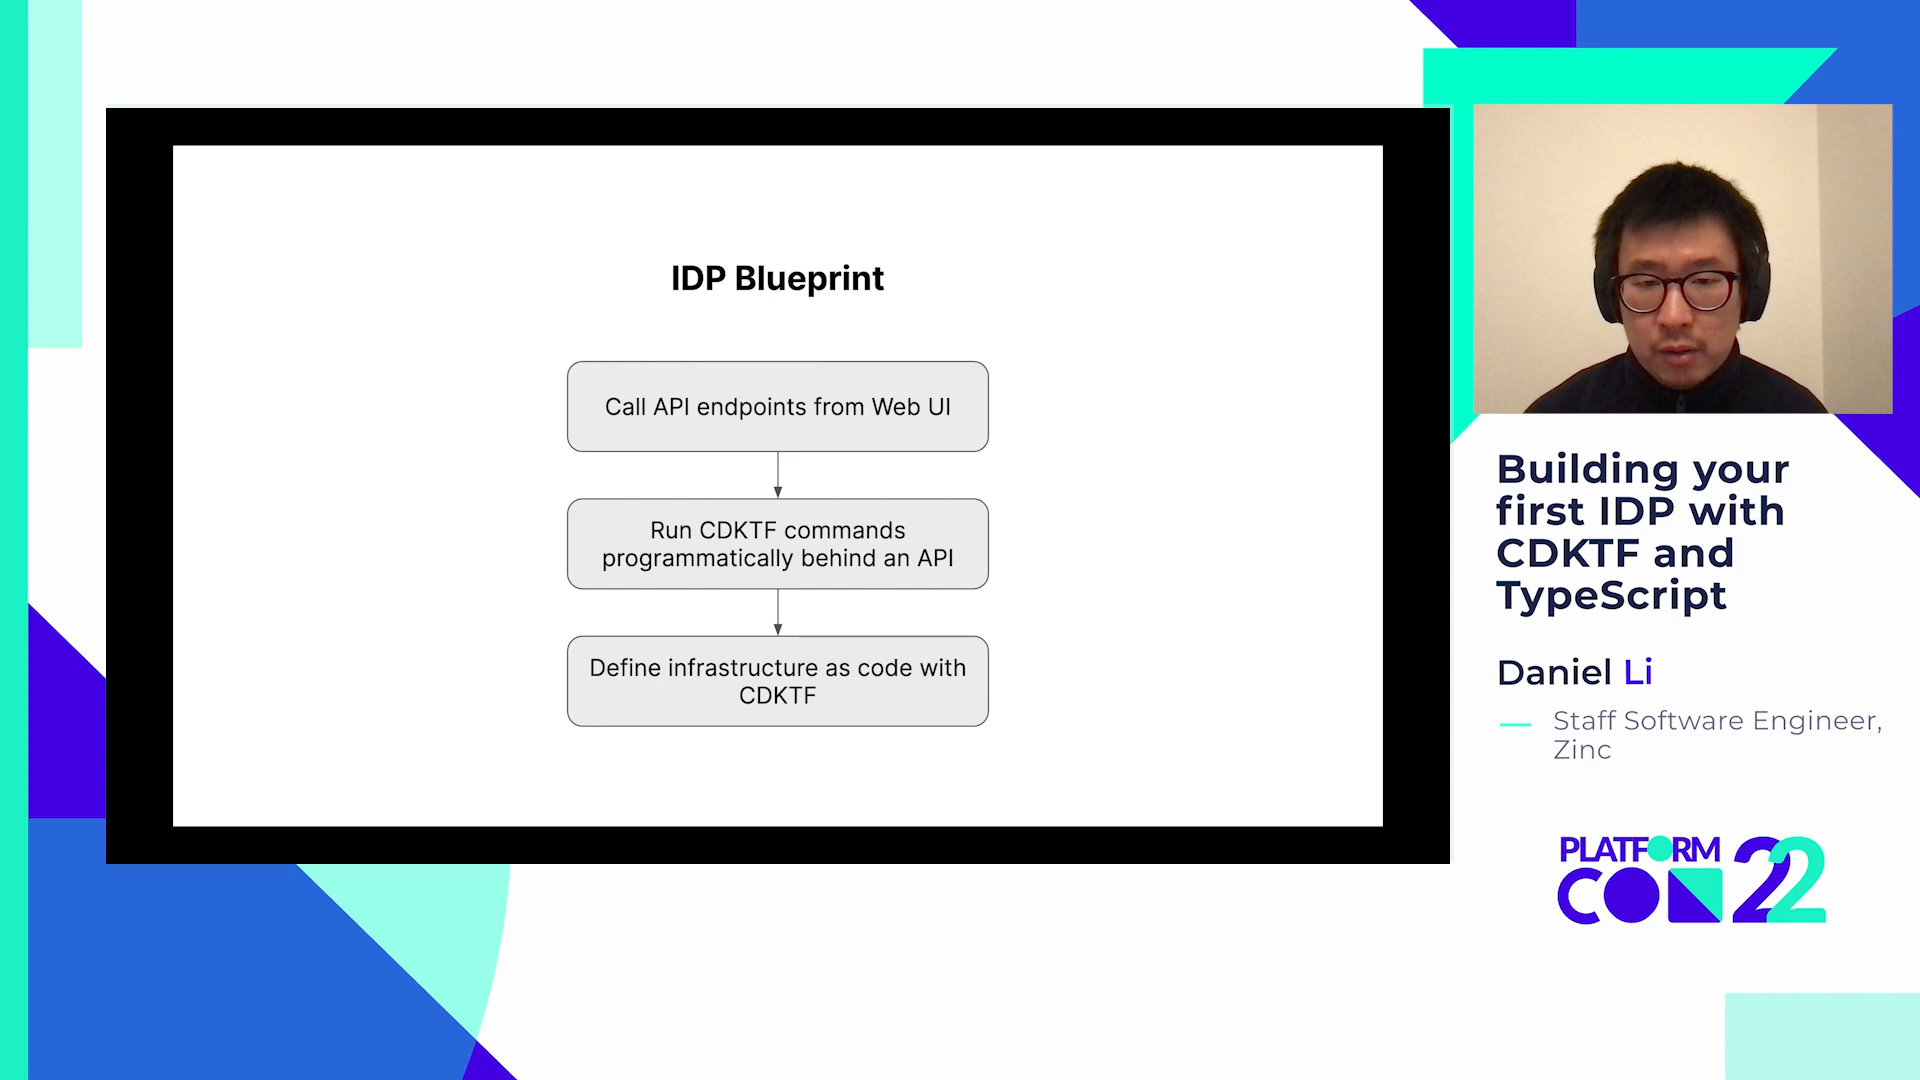 IDP Blueprint
Call API endpoints from Web UI
Run CDKTF commands
programmatically behind an API
Define infrastructure as code with
CDKTF
Building your
first IDP with
CDKTF and
TypeScript
Daniel Li
Staff Software Engineer,
Zinc
PLATFORM
CON 22